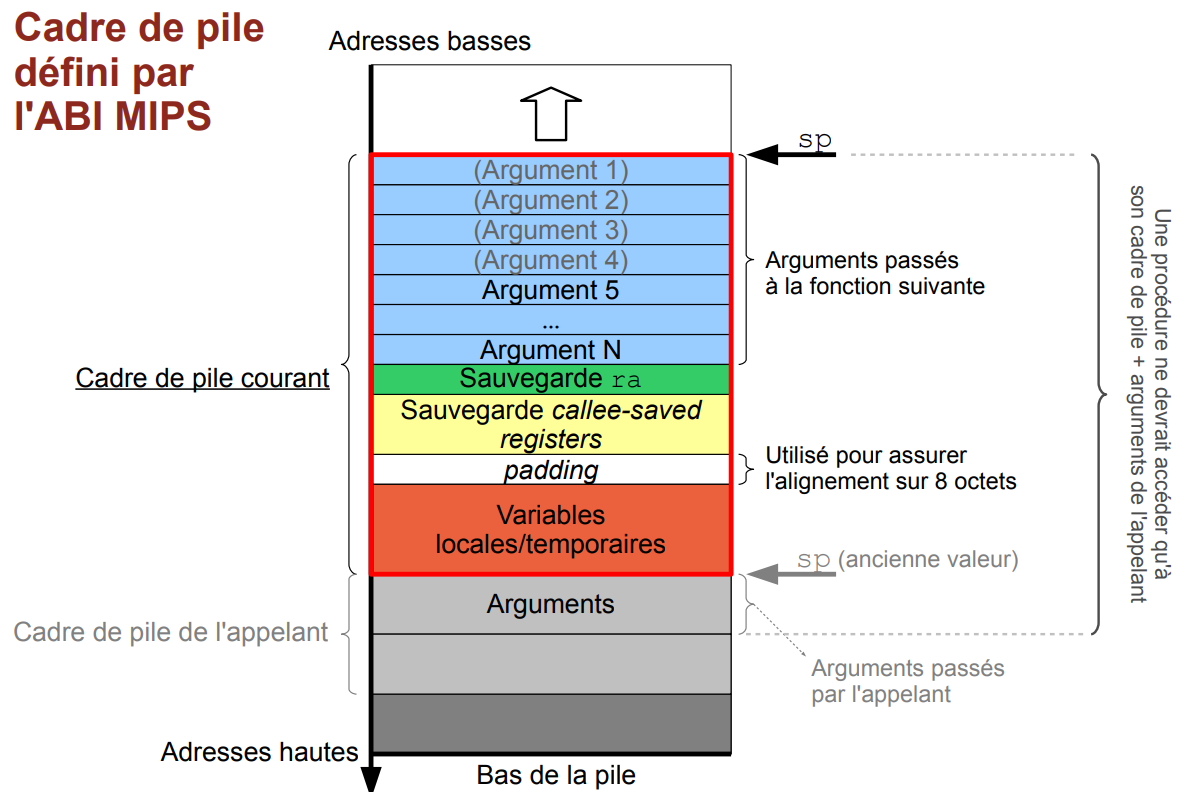 Cadre de pile
défini par
l'ABI MIPS
Adresses basses
sp
(Argument 1)
(Argument 2)
(Argument 3)
(Argument 4)
Argument 5
...
Argument N
Arguments passés
à la fonction suivante
Cadre de pile courant
Sauvegarde ra
Sauvegarde callee-saved
registers
padding
Utilisé pour assurer
l'alignement sur 8 octets
Variables
locales/temporaires
sp (ancienne valeur)
Une procédure ne devrait accéder qu'à
son cadre de pile + arguments de l'appelant
Arguments
Cadre de pile de l'appelant
Arguments passés
par l'appelant
Adresses hautes
Bas de la pile